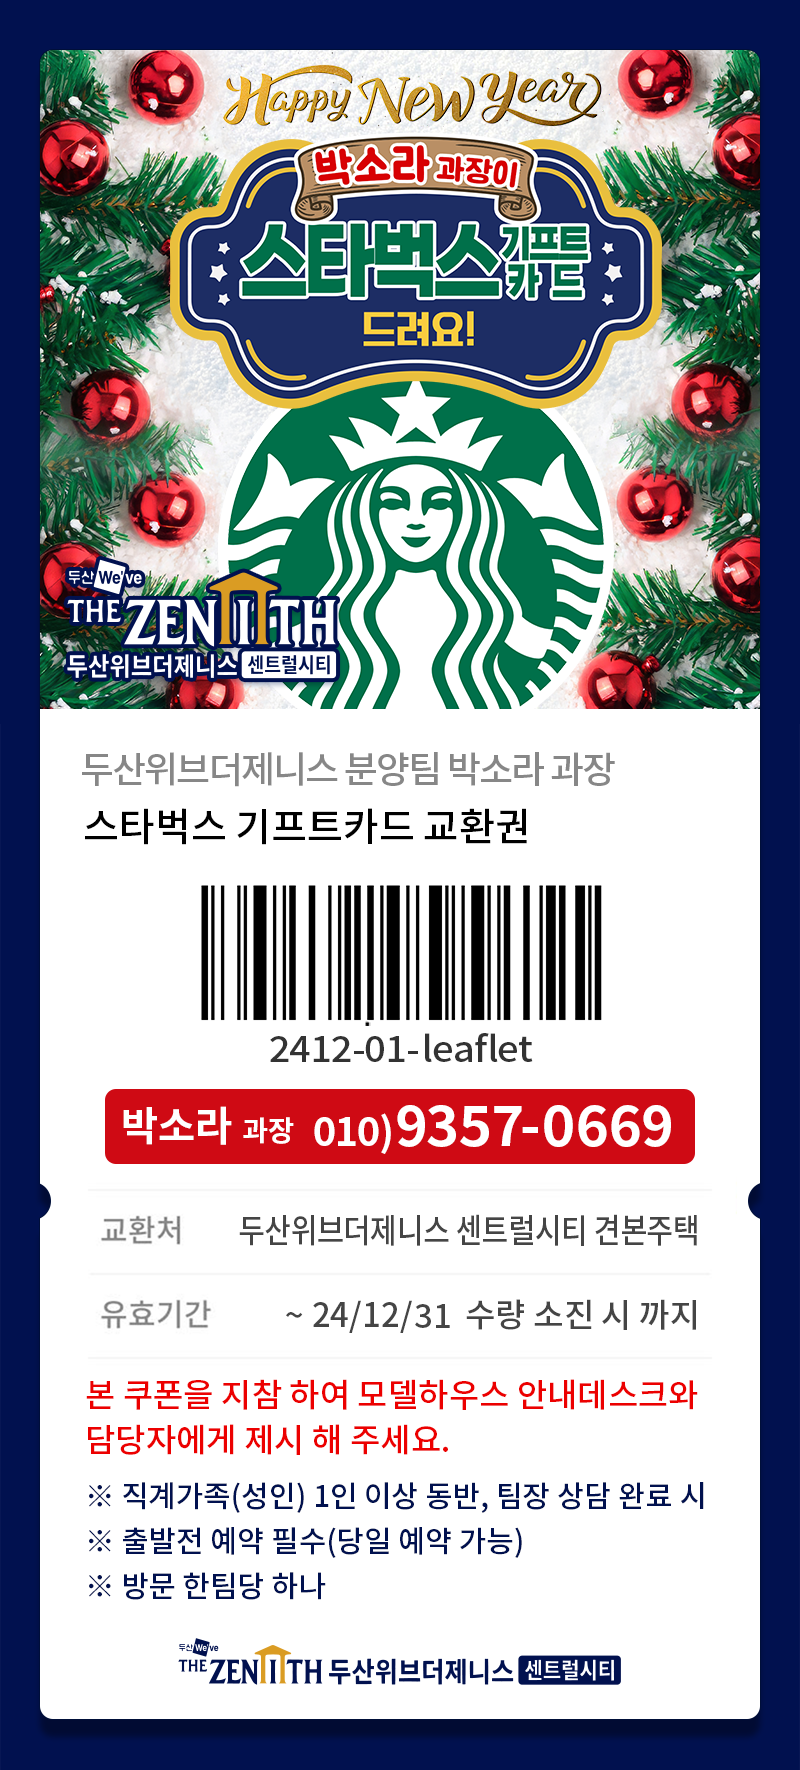 Happy New Year
박소라 과장이
스타벅스 기프트
카드
드려요!
두산 We've
THE ZENITH
두산위브더제니스 센트럴시티
두산위브더제니스 분양팀 박소라 과장
스타벅스 기프트카드 교환권
2412-01-leaflet
박소라 과장 010)9357-0669
교환처 두산위브더제니스 센트럴시티 견본주택
유효기간 ~ 24/12/31 수량 소진 시 까지
본 쿠폰을 지참 하여 모델하우스 안내데스크와
담당자에게 제시 해 주세요.
※ 직계가족(성인) 1인 이상 동반, 팀장 상담 완료 시
※ 출발전 예약 필수(당일 예약 가능)
※ 방문 한팀당 하나
두산 We've
THE ZENITH 두산위브더제니스 센트럴시티